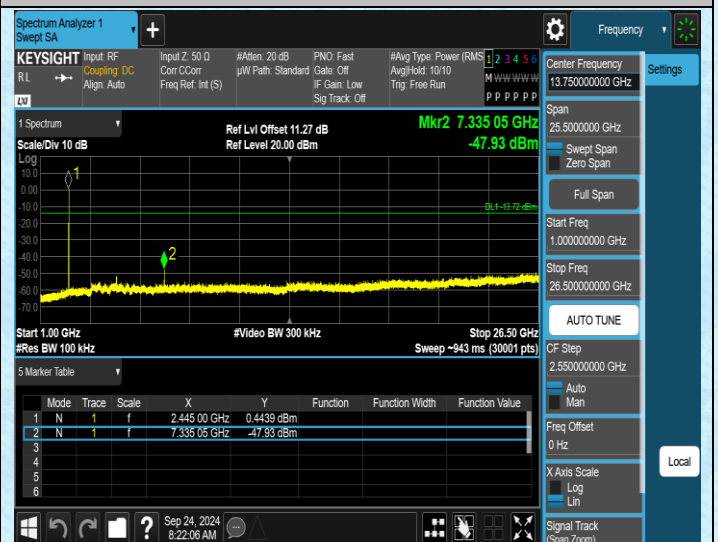 Spectrum Analyzer 1
Swept SA
+
Frequency
KEYSIGHT
RL
LXI
Input: RF
Coupling: DC
Align: Auto
Input Z: 50 Ω
Corr CCorr
Freq Ref: Int (S)
#Atten: 20 dB
µW Path: Standard
PNO: Fast
Gate: Off
IF Gain: Low
Sig Track: Off
#Avg Type: Power (RMS
Avg|Hold: 10/10
Trig: Free Run
1 2 3 4 5 6
M W W W W W
P P P P P P
1 Spectrum
Scale/Div 10 dB
Ref Lvl Offset 11.27 dB
Ref Level 20.00 dBm
Mkr2 7.335 05 GHz
-47.93 dBm
Log
10.0
0.00
-10.0
-20.0
-30.0
-40.0
-50.0
-60.0
-70.0
1
2
DL1 -13.72 dBm
Start 1.00 GHz
#Res BW 100 kHz
#Video BW 300 kHz
Stop 26.50 GHz
Sweep ~943 ms (30001 pts)
5 Marker Table
Mode Trace Scale X Y Function Function Width Function Value
1 N 1 f 2.445 00 GHz 0.4439 dBm
2 N 1 f 7.335 05 GHz -47.93 dBm
3
4
5
6
Sep 24, 2024
8:22:06 AM
Center Frequency
13.75000000 GHz
Settings
Span
25.5000000 GHz
Swept Span
Zero Span
Full Span
Start Freq
1.000000000 GHz
Stop Freq
26.500000000 GHz
AUTO TUNE
CF Step
2.550000000 GHz
Auto
Man
Freq Offset
0 Hz
Local
X Axis Scale
Log
Lin
Signal Track
(Span Zoom)